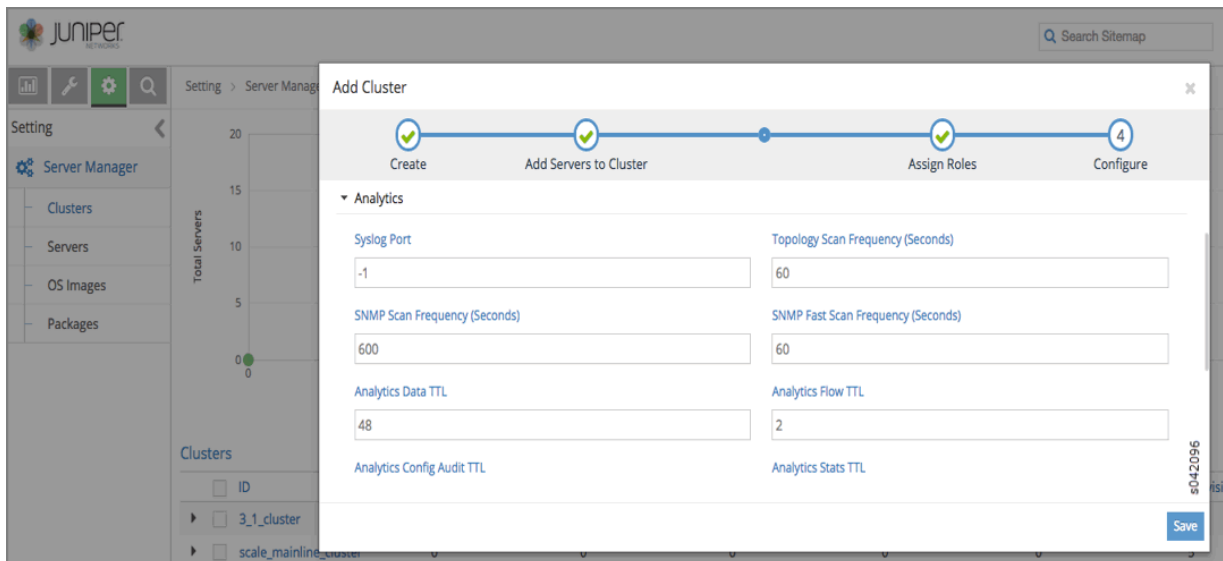 JUNIPEr
NETWORKS
Search Sitemap
Setting > Server Manage
Setting
Server Manager
Clusters
Servers
OS Images
Packages
20
15
10
5
0
0
Total Servers
Clusters
ID
3_1_cluster
scale_mainline_cluster
Add Cluster
×
Create
Add Servers to Cluster
Assign Roles
4
Configure
Analytics
Syslog Port
Topology Scan Frequency (Seconds)
-1
60
SNMP Scan Frequency (Seconds)
SNMP Fast Scan Frequency (Seconds)
600
60
Analytics Data TTL
Analytics Flow TTL
48
2
Analytics Config Audit TTL
Analytics Stats TTL
s042096
Save